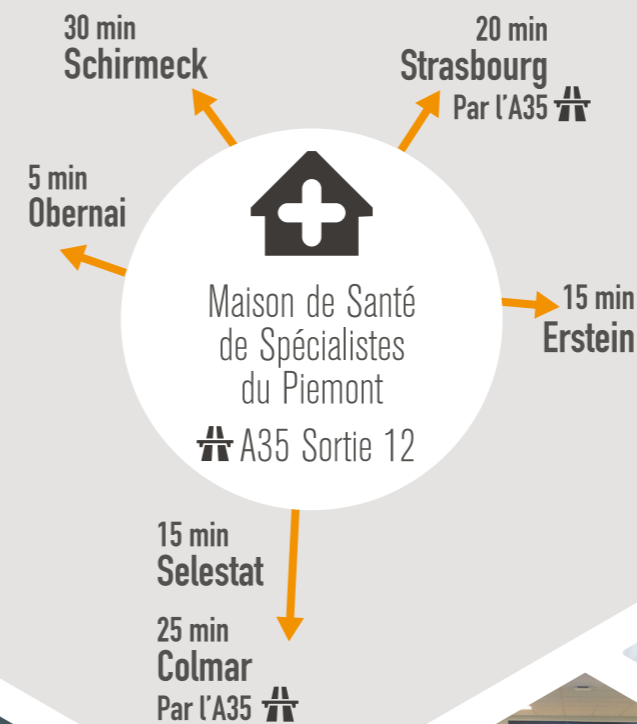 30 min
Schirmeck
20 min
Strasbourg
Par l'A35
5 min
Obernai
Maison de Santé
de Spécialistes
du Piemont
A35 Sortie 12
15 min
Erstein
15 min
Selestat
25 min
Colmar
Par l'A35